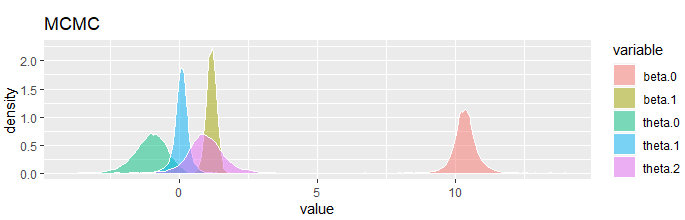 MCMC
density
2.0
1.5
1.0
0.5
0.0
0
5
10
value
variable
beta.0
beta.1
theta.0
theta.1
theta.2